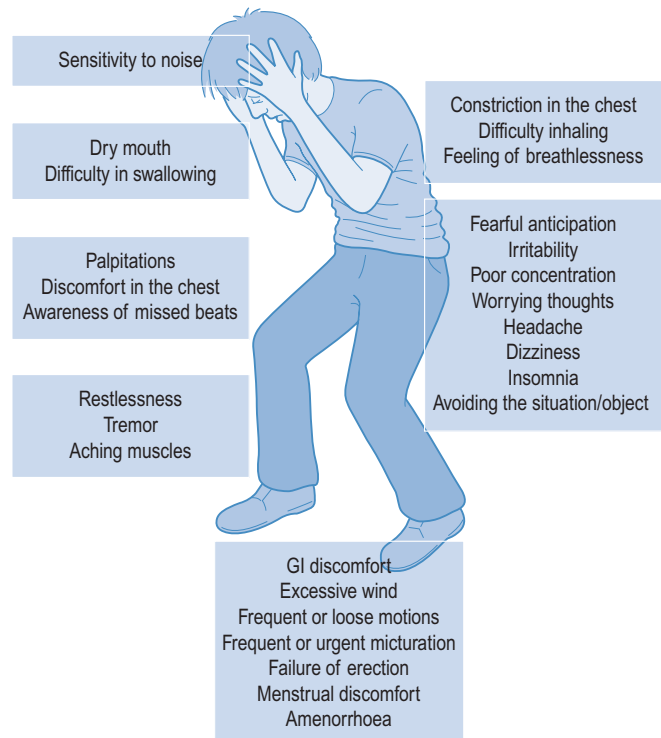 Sensitivity to noise
Dry mouth
Difficulty in swallowing
Palpitations
Discomfort in the chest
Awareness of missed beats
Restlessness
Tremor
Aching muscles
Constriction in the chest
Difficulty inhaling
Feeling of breathlessness
Fearful anticipation
Irritability
Poor concentration
Worrying thoughts
Headache
Dizziness
Insomnia
Avoiding the situation/object
GI discomfort
Excessive wind
Frequent or loose motions
Frequent or urgent micturation
Failure of erection
Menstrual discomfort
Amenorrhoea